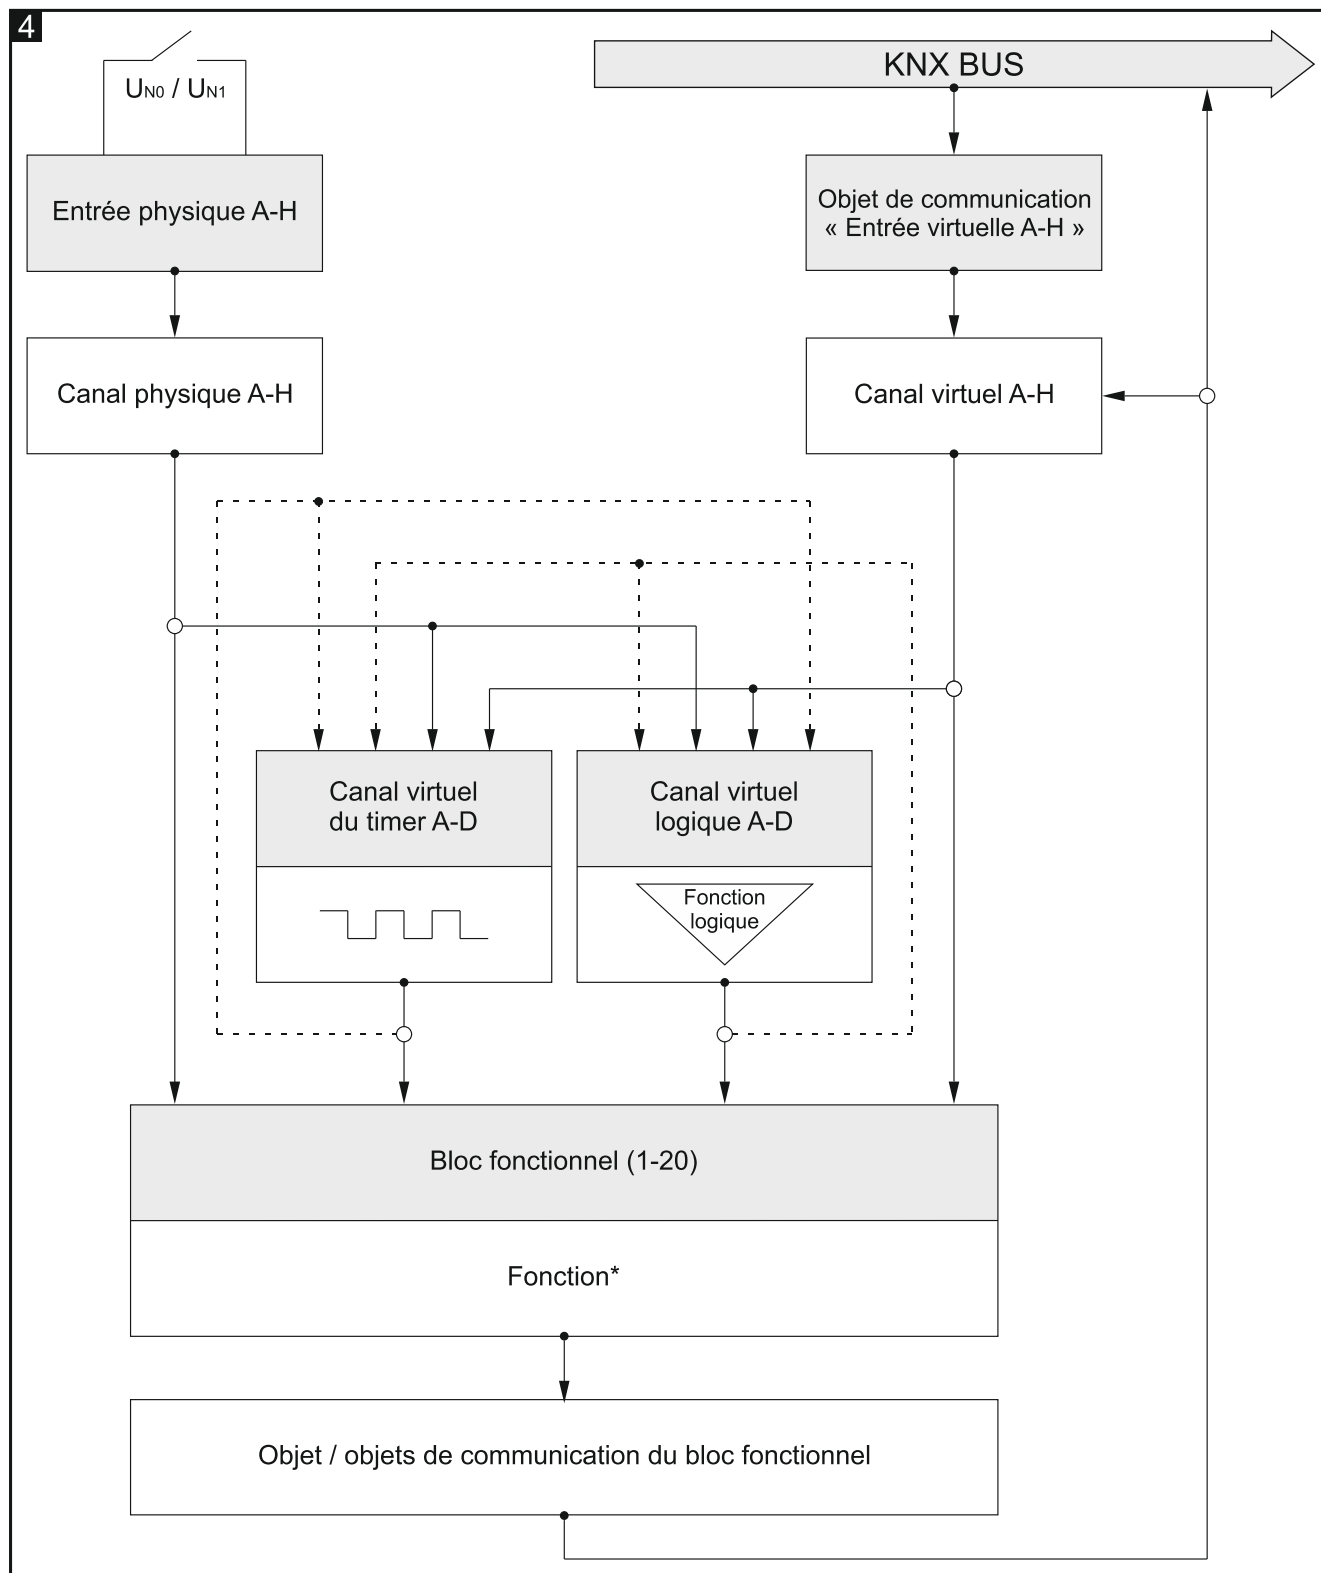 4
UN0 / UN1
KNX BUS
Entrée physique A-H
Objet de communication
« Entrée virtuelle A-H »
Canal physique A-H
Canal virtuel A-H
Canal virtuel
du timer A-D
Canal virtuel
logique A-D
Fonction
logique
Bloc fonctionnel (1-20)
Fonction*
Objet / objets de communication du bloc fonctionnel